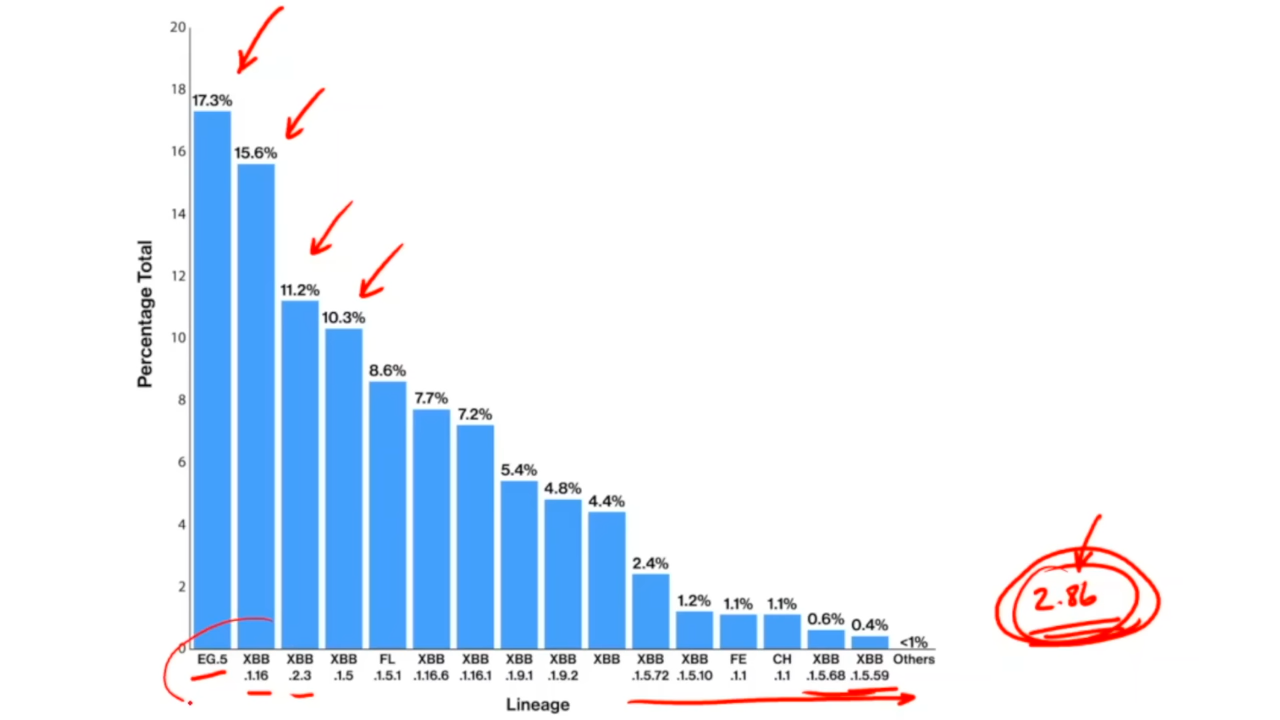 20
18
16
14
12
10
8
6
4
2
0
Percentage Total
17.3%
15.6%
11.2%
10.3%
8.6%
7.7%
7.2%
5.4%
4.8%
4.4%
2.4%
1.2%
1.1%
1.1%
0.6%
0.4%
<1%
EG.5
XBB
.1.16
XBB
.2.3
XBB
.1.5
FL
.1.5.1
XBB
.1.16.6
XBB
.1.16.1
XBB
.1.9.1
XBB
.1.9.2
XBB
XBB
.1.5.72
XBB
.1.5.10
FE
.1.1
CH
.1.1
XBB
.1.5.68
XBB
.1.5.59
Others
Lineage
2.86